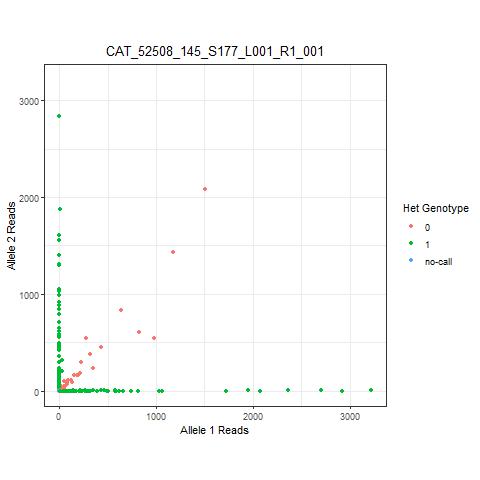 CAT_52508_145_S177_L001_R1_001
3000
2000
1000
0
Allele 2 Reads
0 1000 2000 3000
Allele 1 Reads
Het Genotype
0
1
no-call